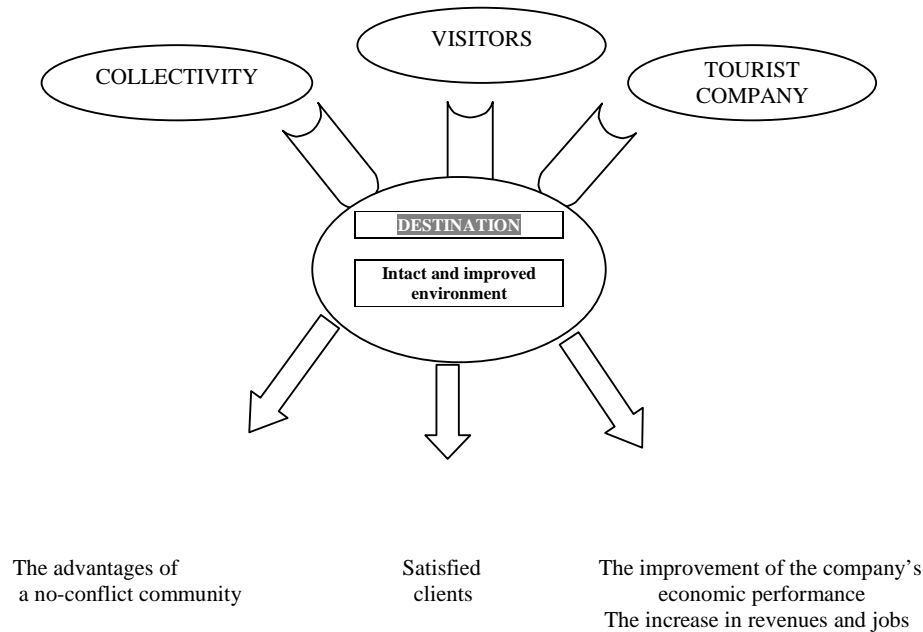 VISITORS
COLLECTIVITY
TOURIST
COMPANY
DESTINATION
Intact and improved
environment
The advantages of
a no-conflict community
Satisfied
clients
The improvement of the company’s
economic performance
The increase in revenues and jobs